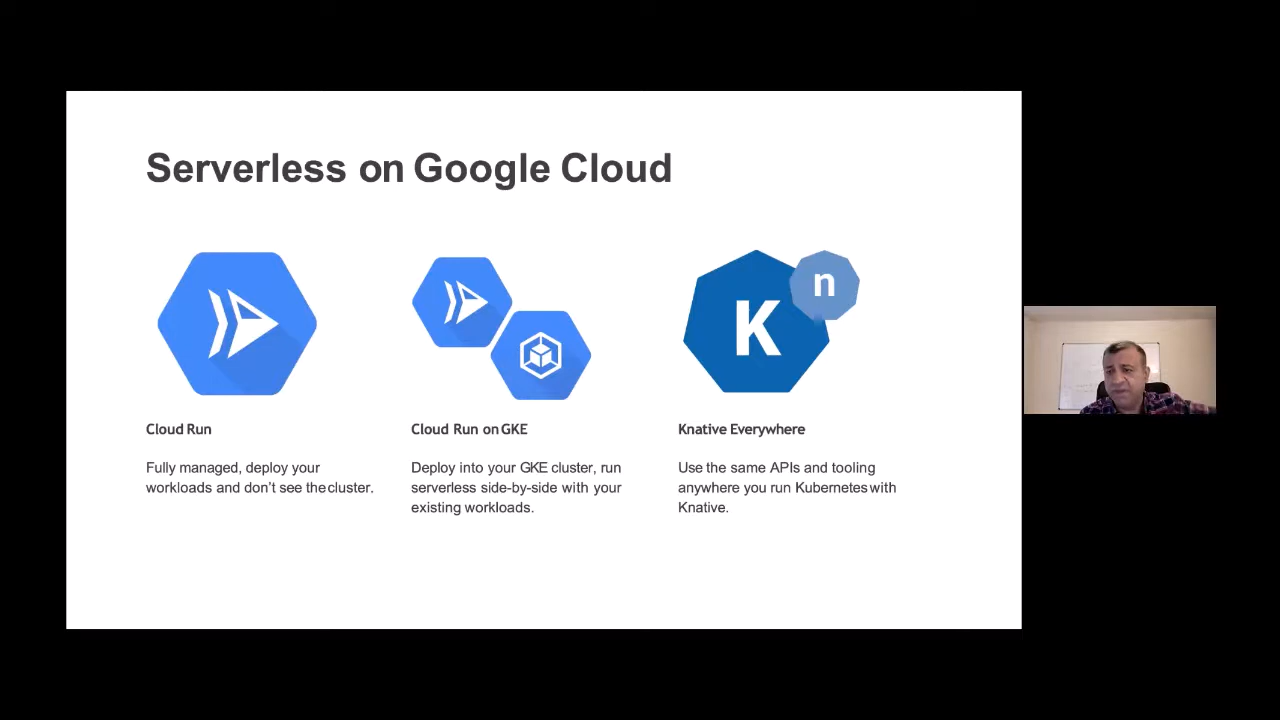 Serverless on Google Cloud
K
n
Cloud Run
Fully managed, deploy your
workloads and don't see the cluster.
Cloud Run on GKE
Deploy into your GKE cluster, run
serverless side-by-side with your
existing workloads.
Knative Everywhere
Use the same APIs and tooling
anywhere you run Kubernetes with
Knative.